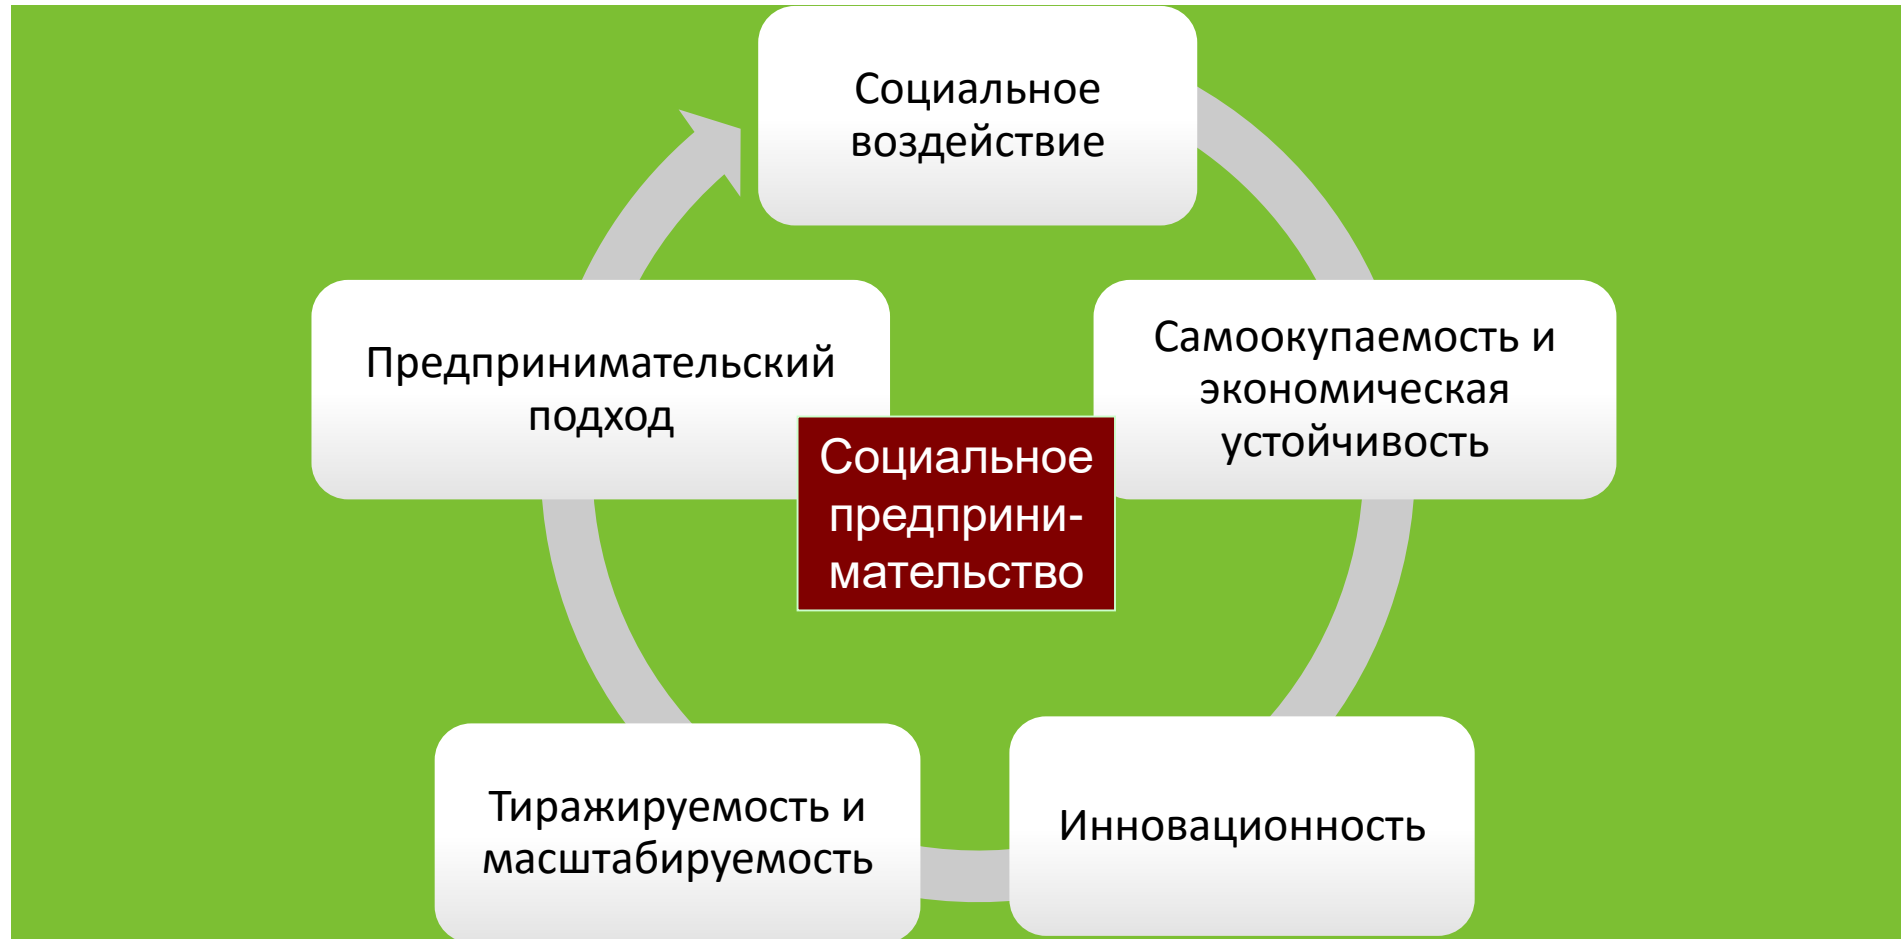 Социальное
воздействие
Самоокупаемость и
экономическая
устойчивость
Инновационность
Тиражируемость и
масштабируемость
Предпринимательский
подход
Социальное
предприни-
мательство